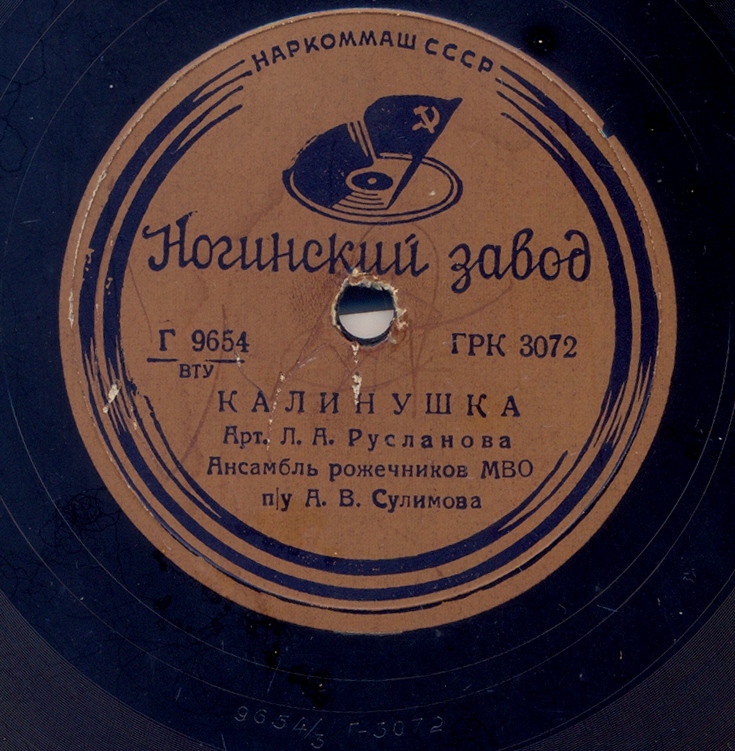 НАРКОММАШ СССР
Ногинский завод
Г 9654
ВТУ
ГРК 3072
КАЛИНУШКА
Арт. Л. А. Русланова
Ансамбль рожечников МВО
п/у А. В. Сулимова
9654/3 Г-3072